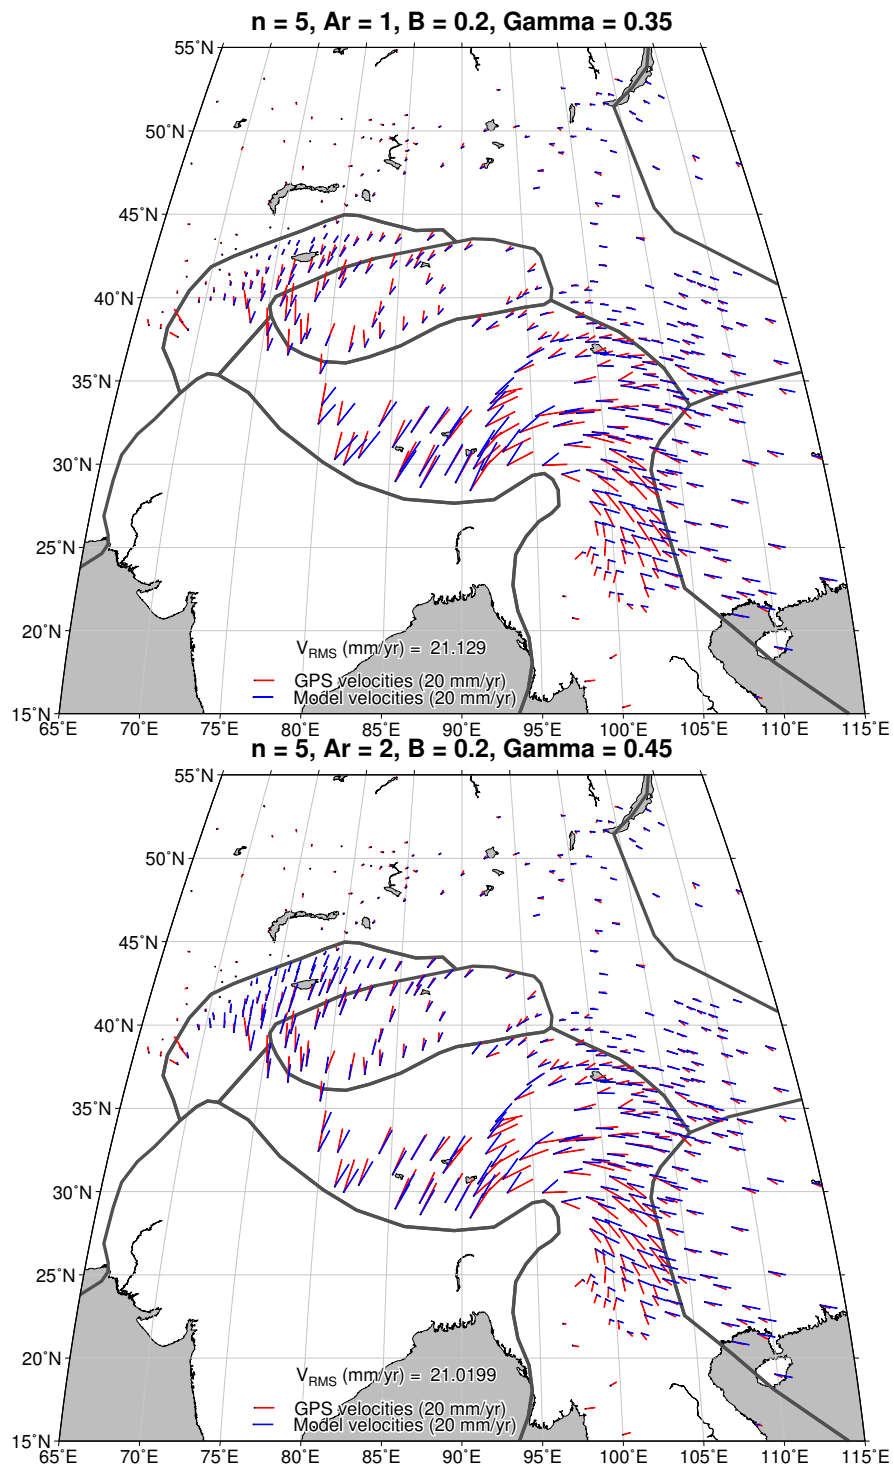 n = 5, Ar = 1, B = 0.2, Gamma = 0.35
55˚N
50˚N
45˚N
40˚N
35˚N
30˚N
25˚N
20˚N
15˚N
V_RMS (mm/yr) = 21.129
GPS velocities (20 mm/yr)
Model velocities (20 mm/yr)
65˚E 70˚E 75˚E 80˚E 85˚E 90˚E 95˚E 100˚E 105˚E 110˚E 115˚E
n = 5, Ar = 2, B = 0.2, Gamma = 0.45
55˚N
50˚N
45˚N
40˚N
35˚N
30˚N
25˚N
20˚N
15˚N
V_RMS (mm/yr) = 21.0199
GPS velocities (20 mm/yr)
Model velocities (20 mm/yr)
65˚E 70˚E 75˚E 80˚E 85˚E 90˚E 95˚E 100˚E 105˚E 110˚E 115˚E